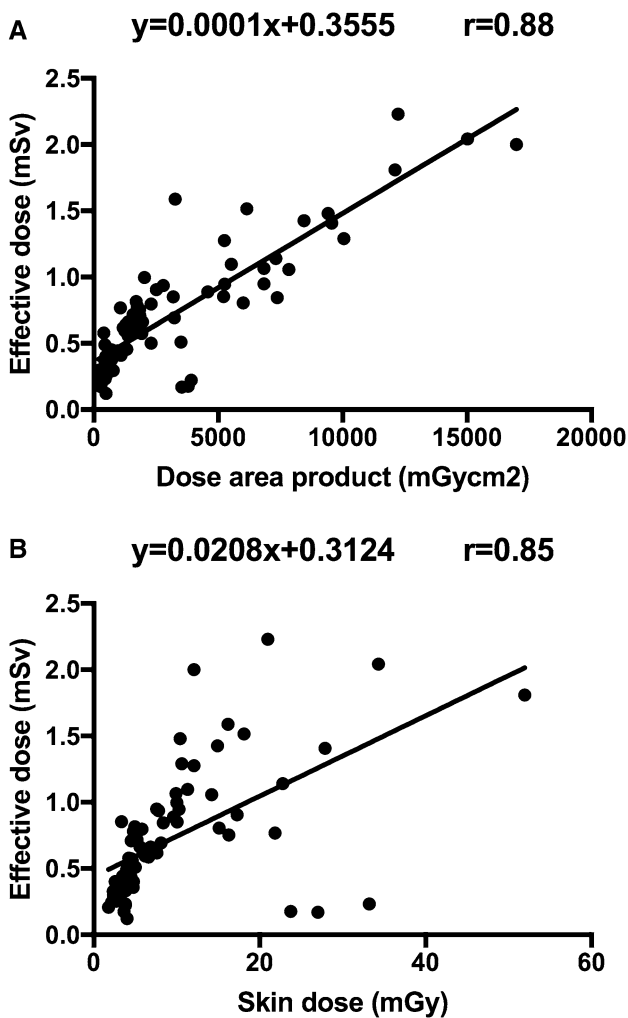 A
y=0.0001x+0.3555 r=0.88
2.5
2.0
1.5
1.0
0.5
0.0
0 5000 10000 15000 20000
Effective dose (mSv)
Dose area product (mGycm2)
B
y=0.0208x+0.3124 r=0.85
2.5
2.0
1.5
1.0
0.5
0.0
0 20 40 60
Effective dose (mSv)
Skin dose (mGy)